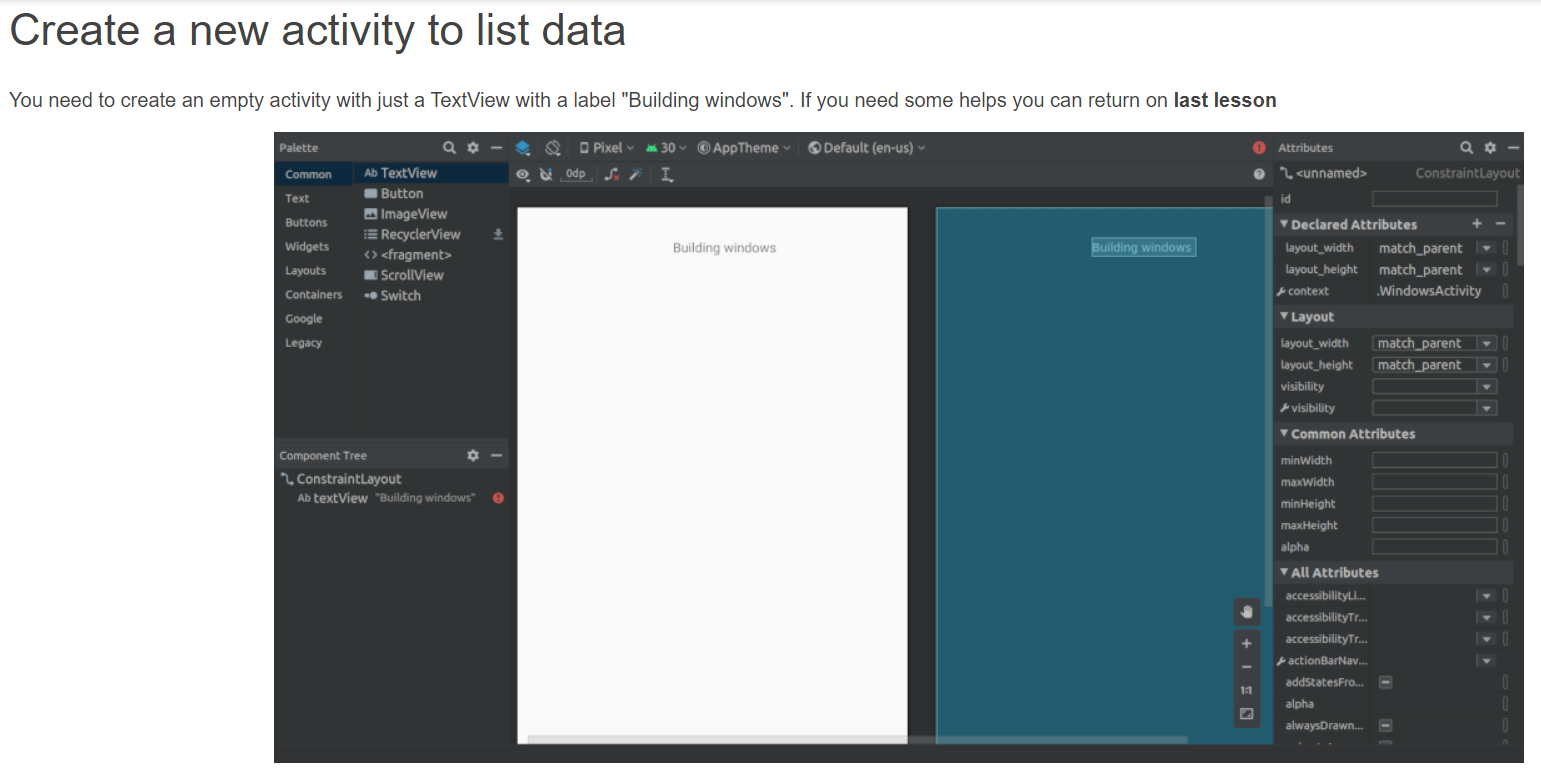 Create a new activity to list data
You need to create an empty activity with just a TextView with a label "Building windows". If you need some helps you can return on last lesson
Palette
Common
Text
Buttons
Widgets
Layouts
Containers
Google
Legacy
Ab TextView
Button
ImageView
RecyclerView
<> <fragment>
ScrollView
Switch
Component Tree
ConstraintLayout
Ab textView "Building windows"
Pixel 30 AppTheme Default (en-us)
0dp
Building windows
Building windows
1:1
Attributes
<unnamed> ConstraintLayout
id
Declared Attributes
layout_width match_parent
layout_height match_parent
context .WindowsActivity
Layout
layout_width match_parent
layout_height match_parent
visibility
visibility
Common Attributes
minWidth
maxWidth
minHeight
maxHeight
alpha
All Attributes
accessibilityLi...
accessibilityTr...
accessibilityTr...
actionBarNav...
addStatesFro...
alpha
alwaysDrawn...